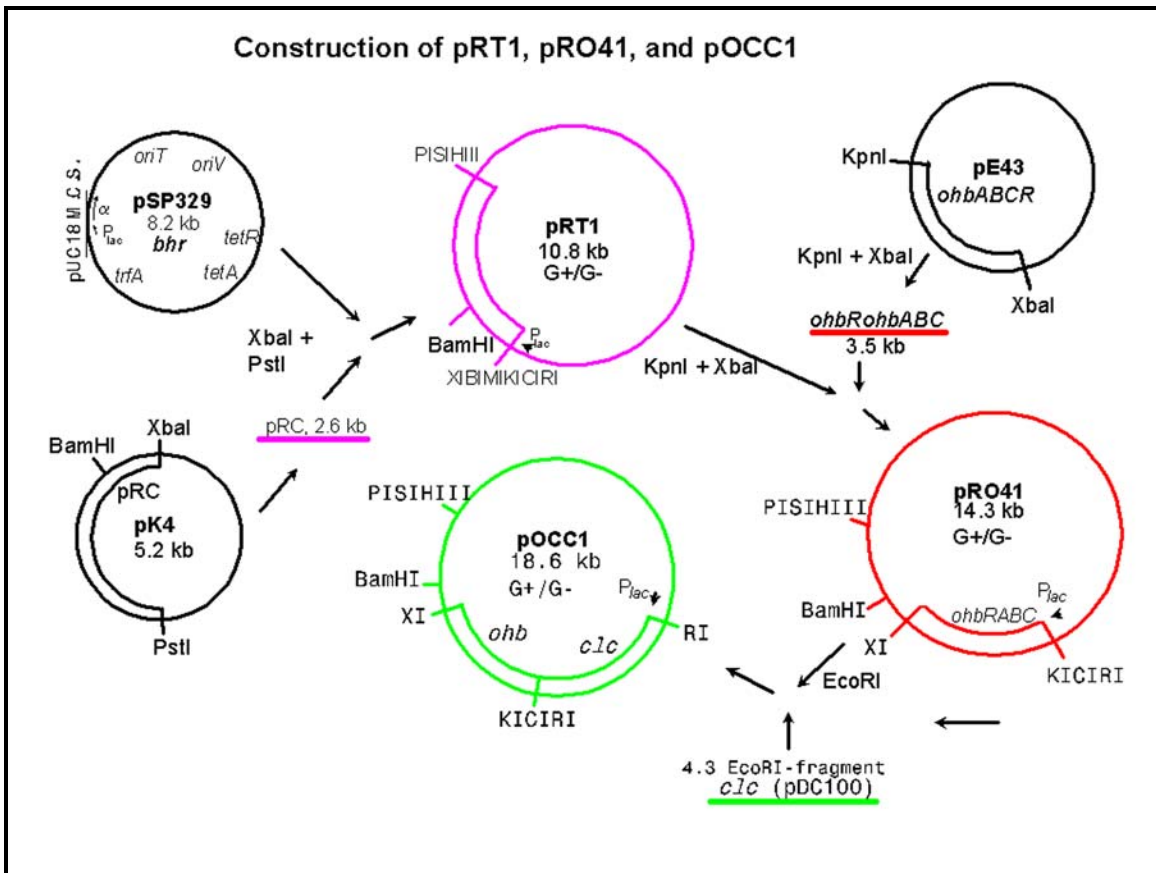 Construction of pRT1, pRO41, and pOCC1
pUC18 M.C.S.
oriT
oriV
pSP329
8.2 kb
bhr
α
Plac
tetR
trfA
tetA
XbaI +
PstI
pRC, 2.6 kb
BamHI
XbaI
pRC
pK4
5.2 kb
PstI
PISIHIII
pRT1
10.8 kb
G+/G-
BamHI
Plac
XIBIMIKICIRI
KpnI + XbaI
KpnI
pE43
ohbABCR
XbaI
KpnI + XbaI
ohbRohbABC
3.5 kb
PISIHIII
pRO41
14.3 kb
G+/G-
BamHI
XI
Plac
ohbRABC
KICIRI
EcoRI
4.3 EcoRI-fragment
clc (pDC100)
PISIHIII
pOCC1
18.6 kb
G+/G-
BamHI
XI
Plac
ohb
clc
RI
KICIRI